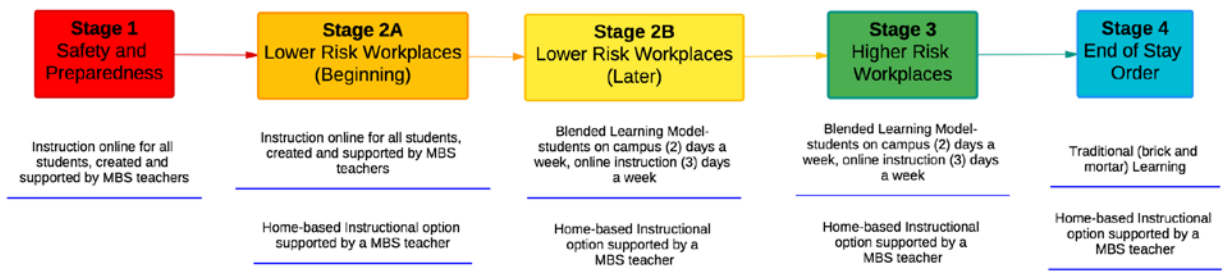 Stage 1
Safety and
Preparedness
Stage 2A
Lower Risk Workplaces
(Beginning)
Stage 2B
Lower Risk Workplaces
(Later)
Stage 3
Higher Risk
Workplaces
Stage 4
End of Stay
Order
Instruction online for all
students, created and
supported by MBS teachers
Instruction online for all students,
created and supported by MBS
teachers
Blended Learning Model-
students on campus (2) days a
week, online instruction (3) days
a week
Blended Learning Model-
students on campus (2) days a
week, online instruction (3) days
a week
Traditional (brick and
mortar) Learning
Home-based Instructional option
supported by a MBS teacher
Home-based Instructional
option supported by a
MBS teacher
Home-based Instructional
option supported by a
MBS teacher
Home-based Instructional
option supported by a
MBS teacher